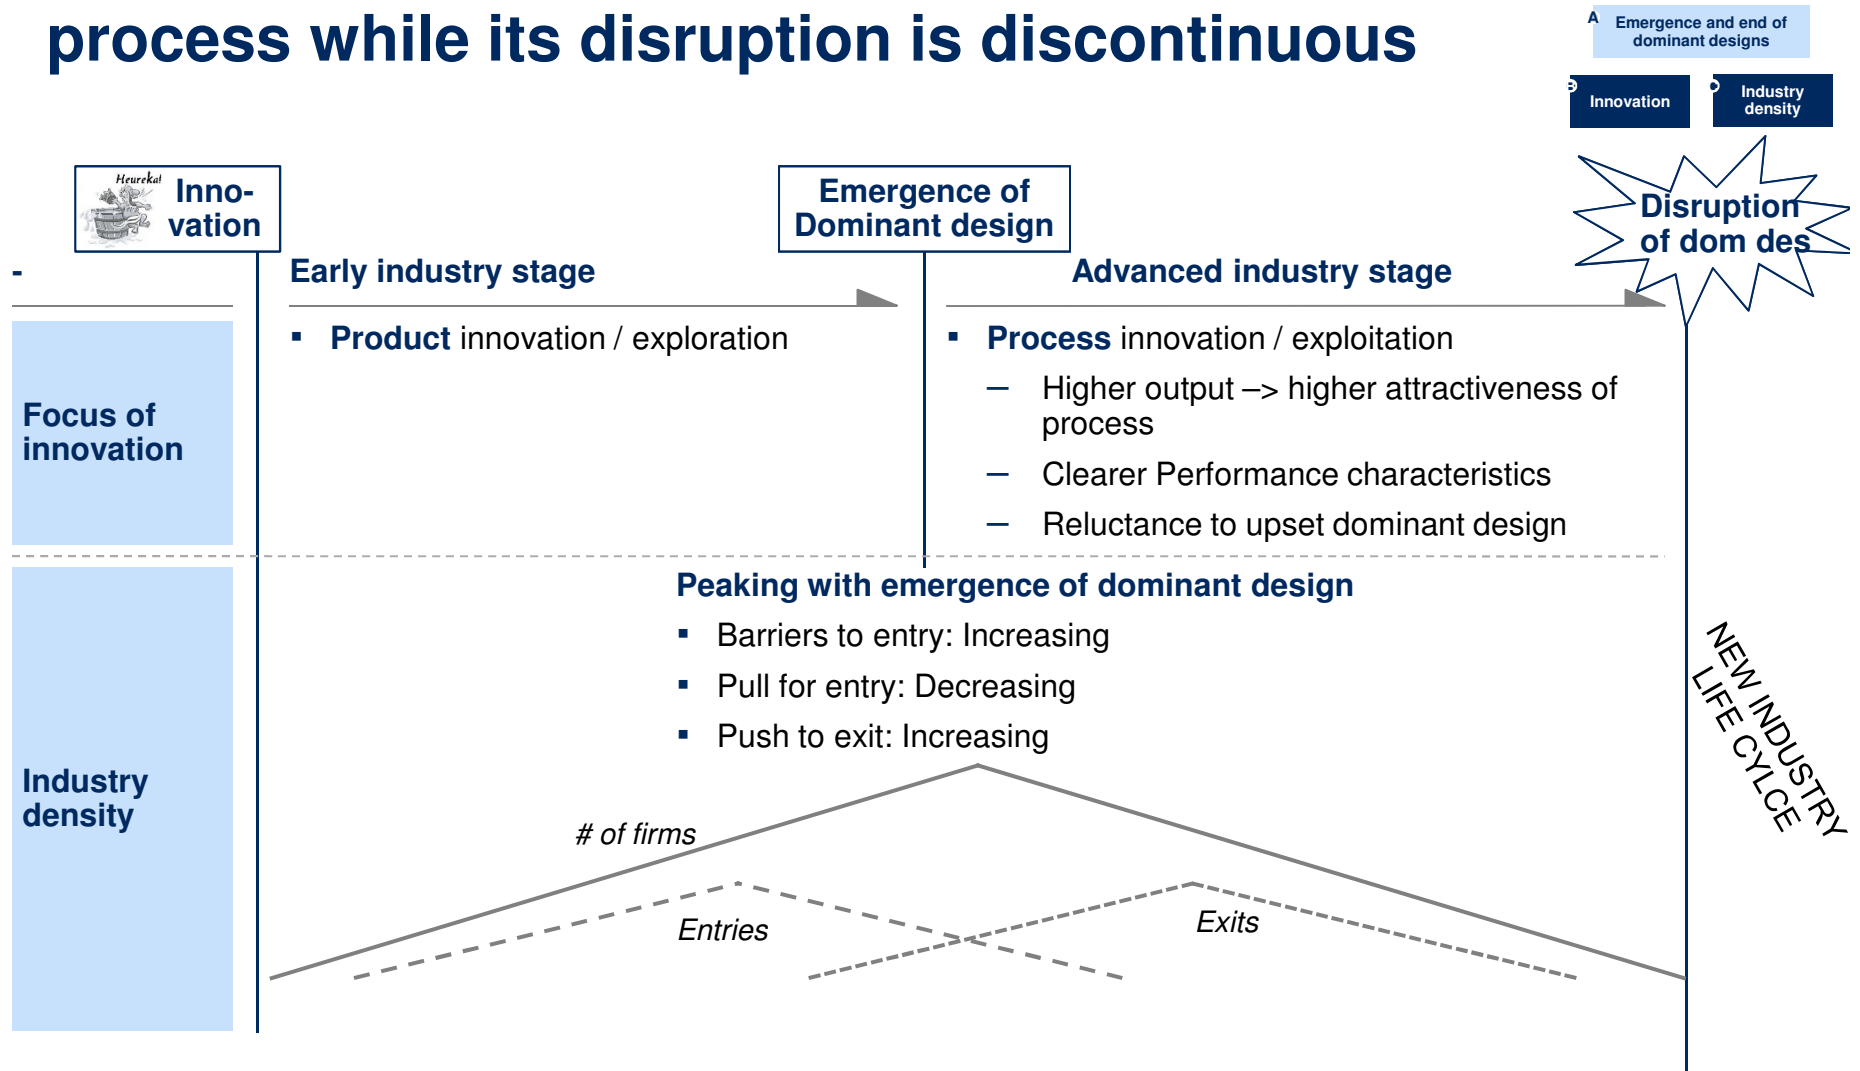 process while its disruption is discontinuous
A
Emergence and end of
dominant designs
B
Innovation
C
Industry
density
Heureka!
Inno-
vation
Emergence of
Dominant design
Disruption
of dom des
-
Early industry stage
Advanced industry stage
Focus of
innovation
▪ Product innovation / exploration
▪ Process innovation / exploitation
– Higher output –> higher attractiveness of
process
– Clearer Performance characteristics
– Reluctance to upset dominant design
Industry
density
Peaking with emergence of dominant design
▪ Barriers to entry: Increasing
▪ Pull for entry: Decreasing
▪ Push to exit: Increasing
# of firms
Entries
Exits
NEW INDUSTRY
LIFE CYLCE